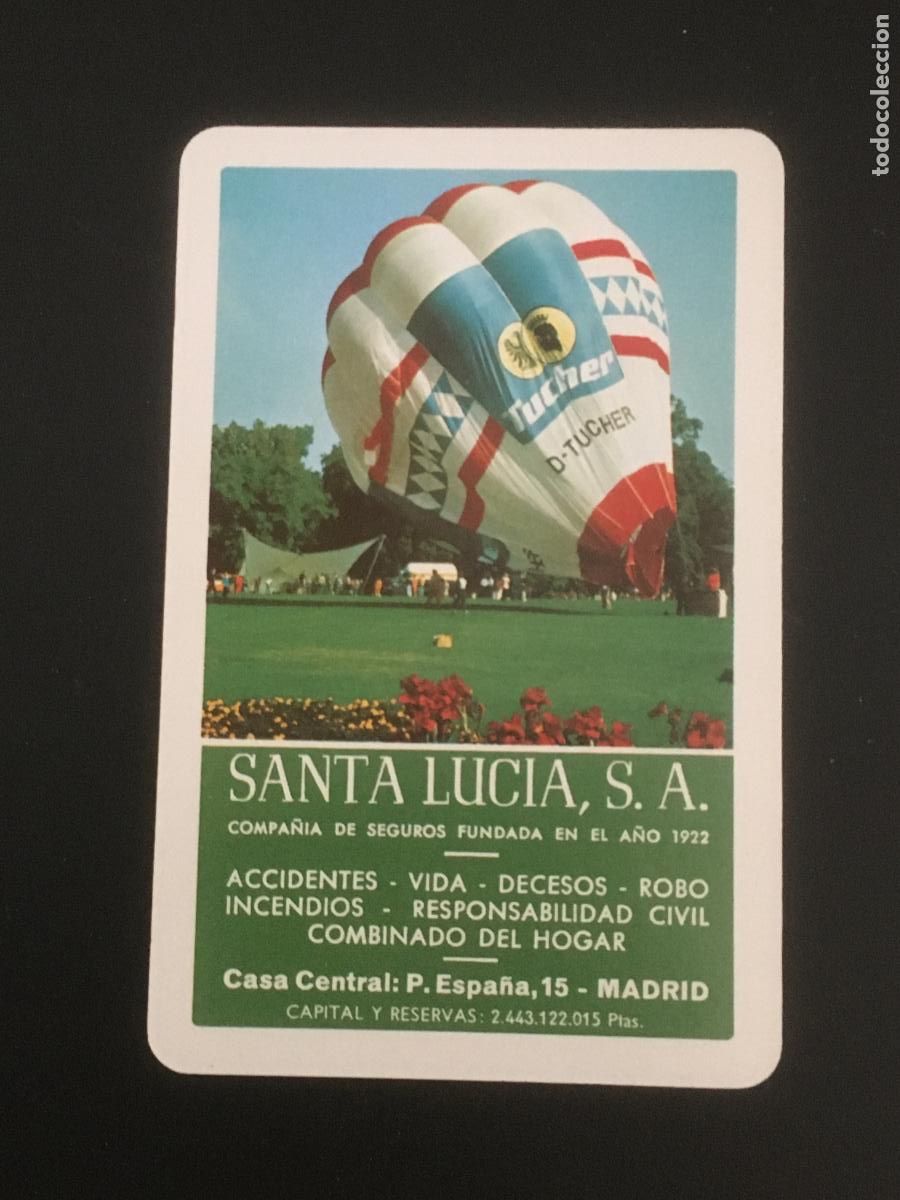 todocoleccion
Tucher
D-TUCHER
SANTA LUCIA, S. A.
COMPAÑIA DE SEGUROS FUNDADA EN EL AÑO 1922
ACCIDENTES - VIDA - DECESOS - ROBO
INCENDIOS - RESPONSABILIDAD CIVIL
COMBINADO DEL HOGAR
Casa Central: P. España, 15 - MADRID
CAPITAL Y RESERVAS: 2.443.122.015 Ptas.